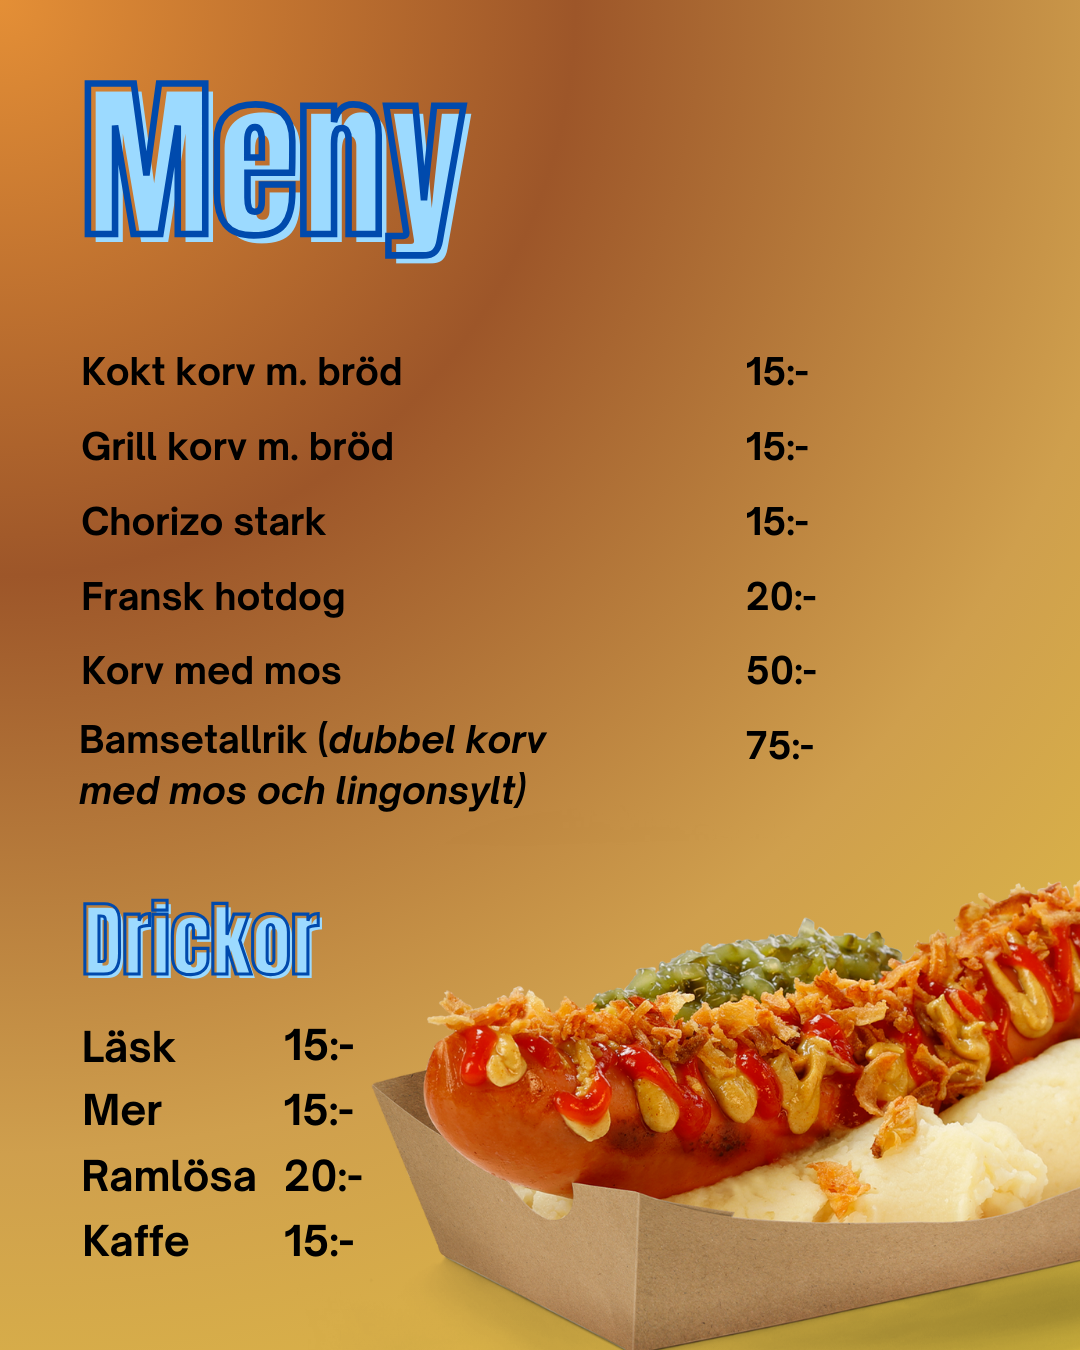 Meny
Kokt korv m. bröd 15:-
Grill korv m. bröd 15:-
Chorizo stark 15:-
Fransk hotdog 20:-
Korv med mos 50:-
Bamsetallrik (dubbel korv 75:-
med mos och lingonsylt)
Drickor
Läsk 15:-
Mer 15:-
Ramlösa 20:-
Kaffe 15:-